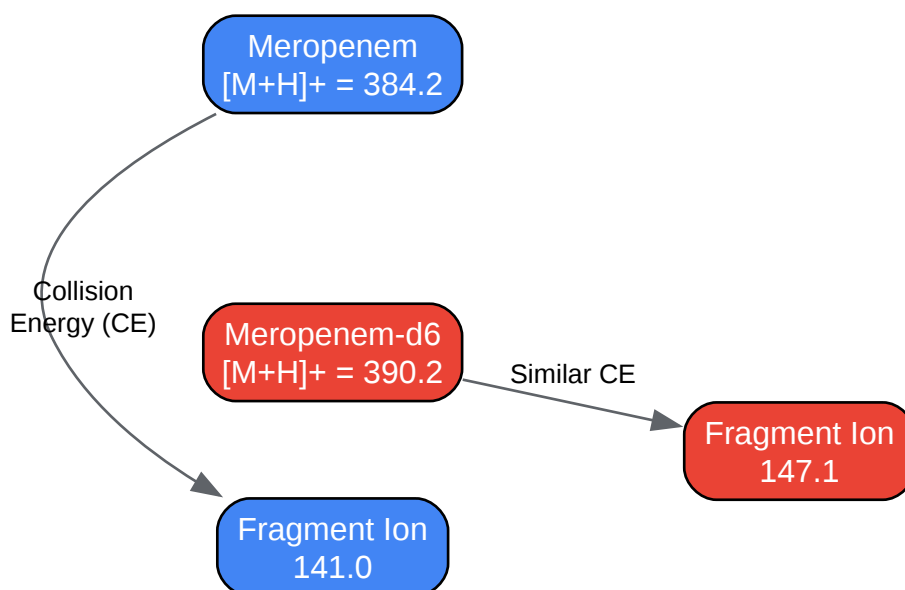 Meropenem
[M+H]+ = 384.2
Collision
Energy (CE)
Meropenem-d6
[M+H]+ = 390.2
Similar CE
Fragment Ion
147.1
Fragment Ion
141.0